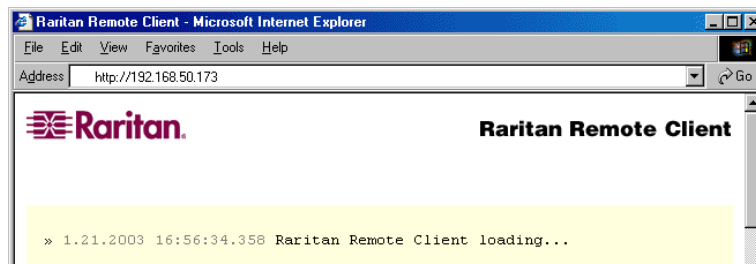 Raritan Remote Client - Microsoft Internet Explorer
File Edit View Favorites Tools Help
Address http://192.168.50.173 Go
Raritan. Raritan Remote Client
» 1.21.2003 16:56:34.358 Raritan Remote Client loading...